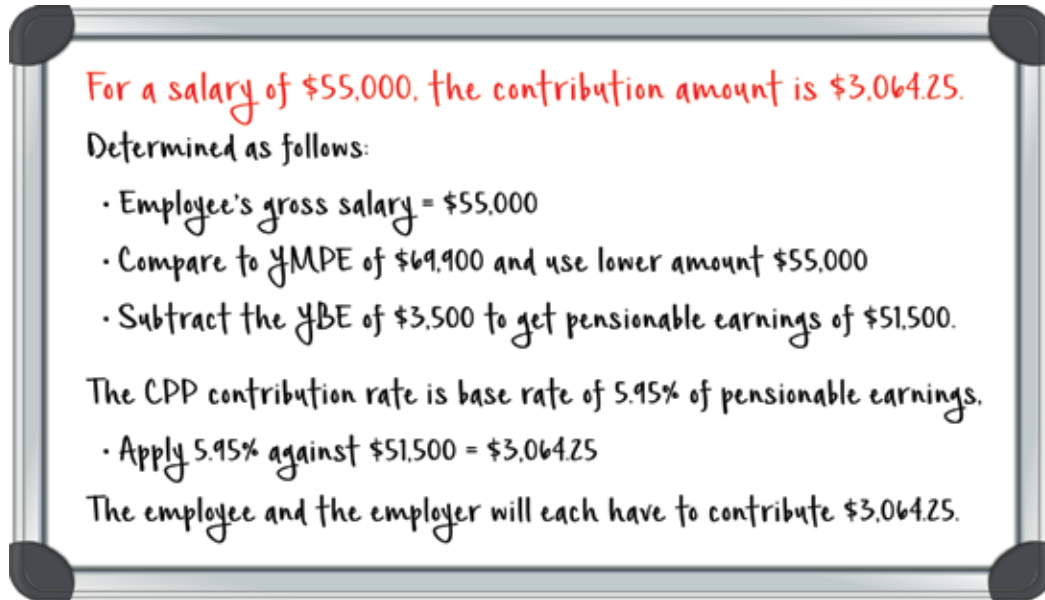 For a salary of $55,000, the contribution amount is $3,064.25.
Determined as follows:
• Employee's gross salary = $55,000
• Compare to YMPE of $69,900 and use lower amount $55,000
• Subtract the YBE of $3,500 to get pensionable earnings of $51,500.
The CPP contribution rate is base rate of 5.95% of pensionable earnings.
• Apply 5.95% against $51,500 = $3,064.25
The employee and the employer will each have to contribute $3,064.25.